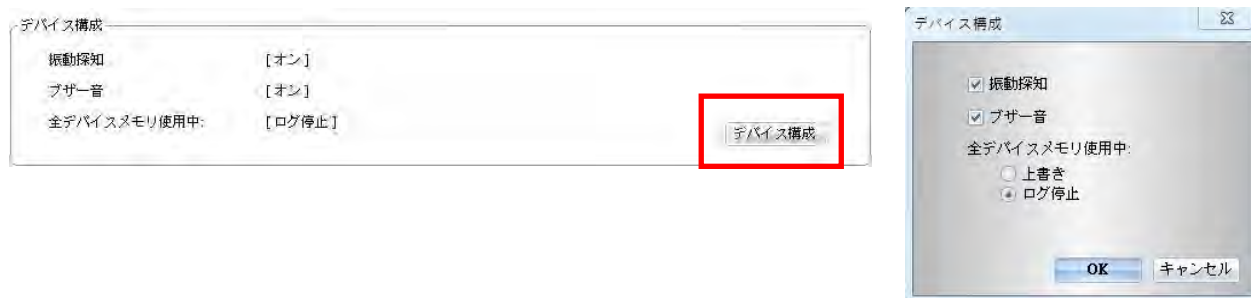 デバイス構成
振動探知 [オン]
ブザー音 [オン]
全デバイスメモリ使用中: [ログ停止]
デバイス構成
デバイス構成
振動探知
ブザー音
全デバイスメモリ使用中:
上書き
ログ停止
OK キャンセル